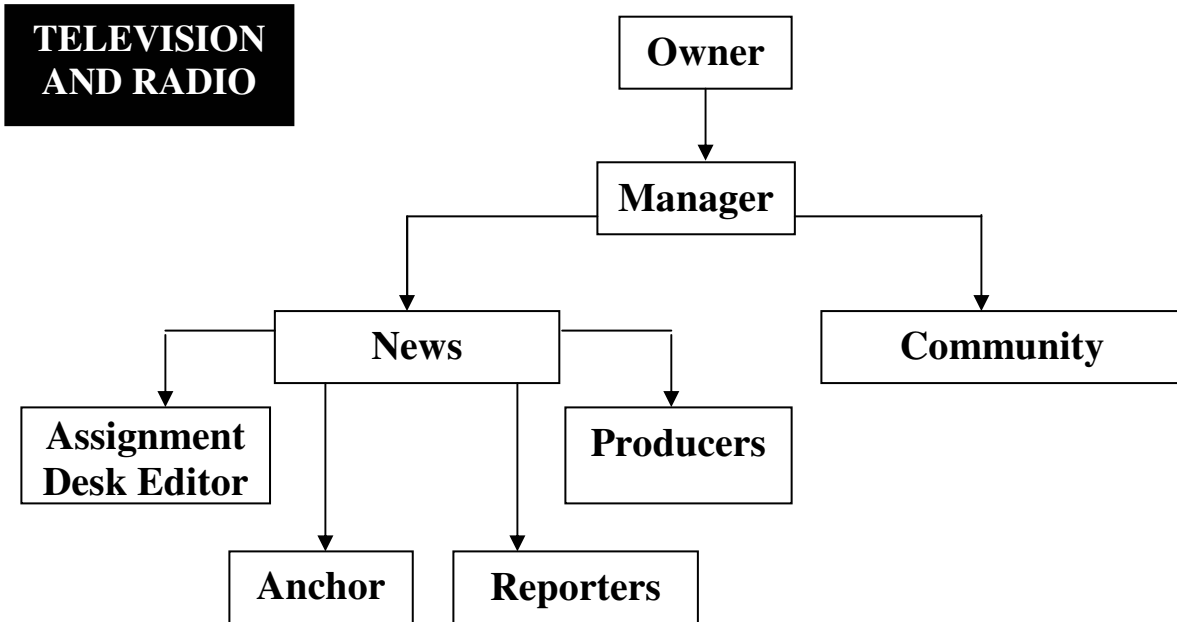 TELEVISION
AND RADIO
Owner
Manager
News
Community
Assignment
Desk Editor
Producers
Anchor
Reporters